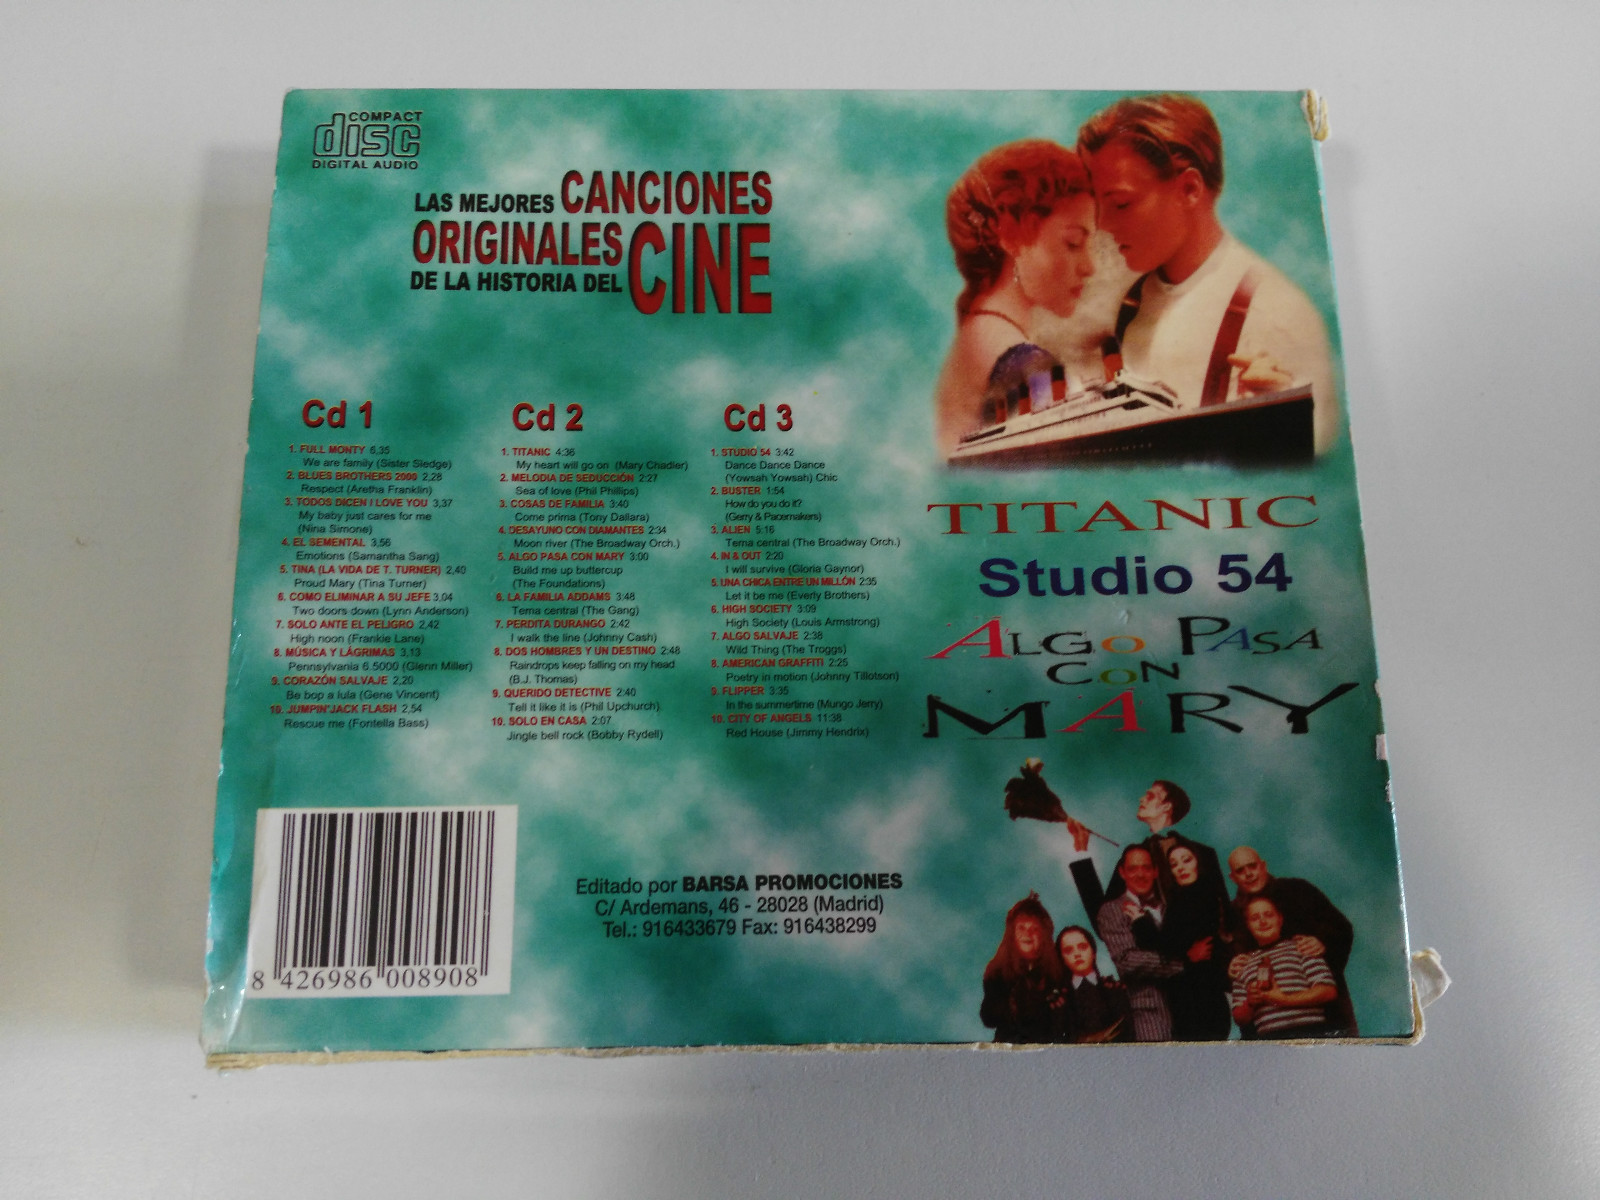 COMPACT
disc
DIGITAL AUDIO
LAS MEJORES CANCIONES
ORIGINALES
DE LA HISTORIA DEL CINE
Cd 1
1. FULL MONTY 6,35
We are family (Sister Sledge)
2. BLUES BROTHERS 2000 2,28
Respect (Aretha Franklin)
3. TODOS DICEN I LOVE YOU 3,37
My baby just cares for me
(Nina Simone)
4. EL SEMENTAL 3,56
Emotions (Samantha Sang)
5. TINA (LA VIDA DE T. TURNER) 2,40
Proud Mary (Tina Turner)
6. COMO ELIMINAR A SU JEFE 3,04
Two doors down (Lynn Anderson)
7. SOLO ANTE EL PELIGRO 2,42
High noon (Frankie Lane)
8. MÚSICA Y LÁGRIMAS 3,13
Pennsylvania 6.5000 (Glenn Miller)
9. CORAZÓN SALVAJE 2,20
Be bop a lula (Gene Vincent)
10. JUMPIN'JACK FLASH 2,54
Rescue me (Fontella Bass)
Cd 2
1. TITANIC 4:36
My heart will go on (Mary Chadler)
2. MELODIA DE SEDUCCIÓN 2:27
Sea of love (Phil Phillips)
3. COSAS DE FAMILIA 3:40
Come prima (Tony Dallara)
4. DESAYUNO CON DIAMANTES 2:34
Moon river (The Broadway Orch.)
5. ALGO PASA CON MARY 3:00
Build me up buttercup
(The Foundations)
6. LA FAMILIA ADDAMS 3:48
Tema central (The Gang)
7. PERDITA DURANGO 2:42
I walk the line (Johnny Cash)
8. DOS HOMBRES Y UN DESTINO 2:48
Raindrops keep falling on my head
(B.J. Thomas)
9. QUERIDO DETECTIVE 2:40
Tell it like it is (Phil Upchurch)
10. SOLO EN CASA 2:07
Jingle bell rock (Bobby Rydell)
Cd 3
1. STUDIO 54 3:42
Dance Dance Dance
(Yowsah Yowsah) Chic
2. BUSTER 1:54
How do you do it?
(Gerry & Pacemakers)
3. ALIEN 5:16
Tema central (The Broadway Orch.)
4. IN & OUT 2:20
I will survive (Gloria Gaynor)
5. UNA CHICA ENTRE UN MILLÓN 2:35
Let it be me (Everly Brothers)
6. HIGH SOCIETY 3:09
High Society (Louis Armstrong)
7. ALGO SALVAJE 2:38
Wild Thing (The Troggs)
8. AMERICAN GRAFFITI 2:25
Poetry in motion (Johnny Tillotson)
9. FLIPPER 3:35
In the summertime (Mungo Jerry)
10. CITY OF ANGELS 11:38
Red House (Jimmy Hendrix)
TITANIC
Studio 54
ALGO PASA
CON
MARY
Editado por BARSA PROMOCIONES
C/ Ardemans, 46 - 28028 (Madrid)
Tel.: 916433679 Fax: 916438299
8 426986 008908